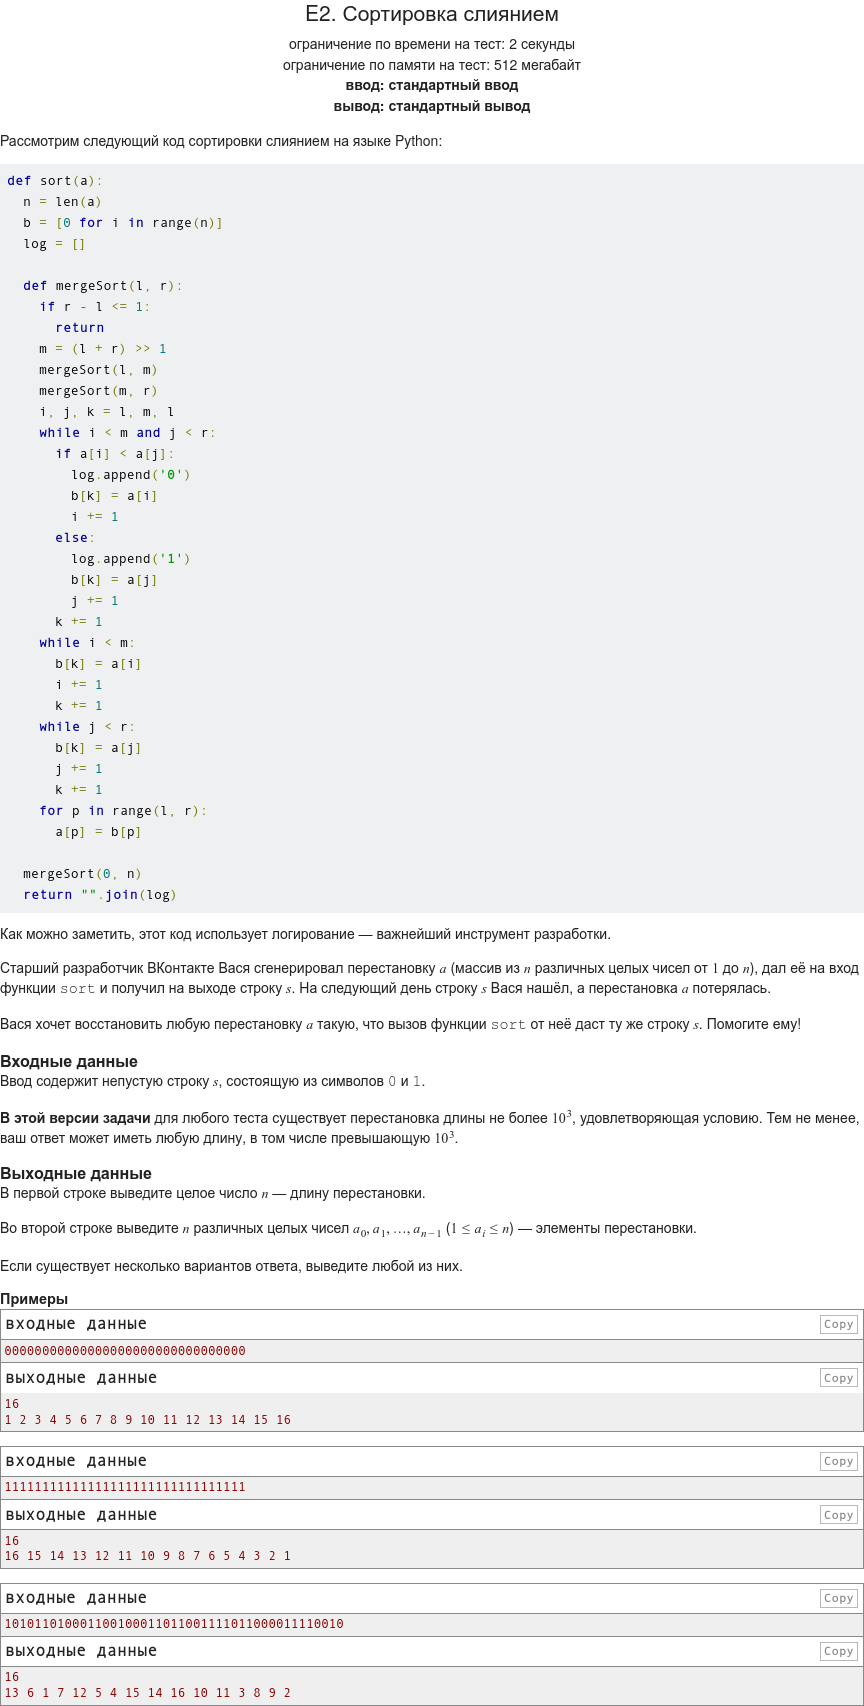 E2. Сортировка слиянием
ограничение по времени на тест: 2 секунды
ограничение по памяти на тест: 512 мегабайт
ввод: стандартный ввод
вывод: стандартный вывод
Рассмотрим следующий код сортировки слиянием на языке Python:
def sort(a):
  n = len(a)
  b = [0 for i in range(n)]
  log = []
  def mergeSort(l, r):
    if r - l <= 1:
      return
    m = (l + r) >> 1
    mergeSort(l, m)
    mergeSort(m, r)
    i, j, k = l, m, l
    while i < m and j < r:
      if a[i] < a[j]:
        log.append('0')
        b[k] = a[i]
        i += 1
      else:
        log.append('1')
        b[k] = a[j]
        j += 1
      k += 1
    while i < m:
      b[k] = a[i]
      i += 1
      k += 1
    while j < r:
      b[k] = a[j]
      j += 1
      k += 1
    for p in range(l, r):
      a[p] = b[p]
  mergeSort(0, n)
  return "".join(log)
Как можно заметить, этот код использует логирование — важнейший инструмент разработки.
Старший разработчик ВКонтакте Вася сгенерировал перестановку a (массив из n различных целых чисел от 1 до n), дал её на вход
функции sort и получил на выходе строку s. На следующий день строку s Вася нашёл, а перестановка a потерялась.
Вася хочет восстановить любую перестановку a такую, что вызов функции sort от неё даст ту же строку s. Помогите ему!
Входные данные
Ввод содержит непустую строку s, состоящую из символов 0 и 1.
В этой версии задачи для любого теста существует перестановка длины не более 10^3, удовлетворяющая условию. Тем не менее,
ваш ответ может иметь любую длину, в том числе превышающую 10^3.
Выходные данные
В первой строке выведите целое число n — длину перестановки.
Во второй строке выведите n различных целых чисел a_0, a_1, ..., a_{n-1} (1 ≤ a_i ≤ n) — элементы перестановки.
Если существует несколько вариантов ответа, выведите любой из них.
Примеры
входные данные
Copy
00000000000000000000000000000000
выходные данные
Copy
16
1 2 3 4 5 6 7 8 9 10 11 12 13 14 15 16
входные данные
Copy
11111111111111111111111111111111
выходные данные
Copy
16
16 15 14 13 12 11 10 9 8 7 6 5 4 3 2 1
входные данные
Copy
101011010001100100011011001111011000011110010
выходные данные
Copy
16
13 6 1 7 12 5 4 15 14 16 10 11 3 8 9 2